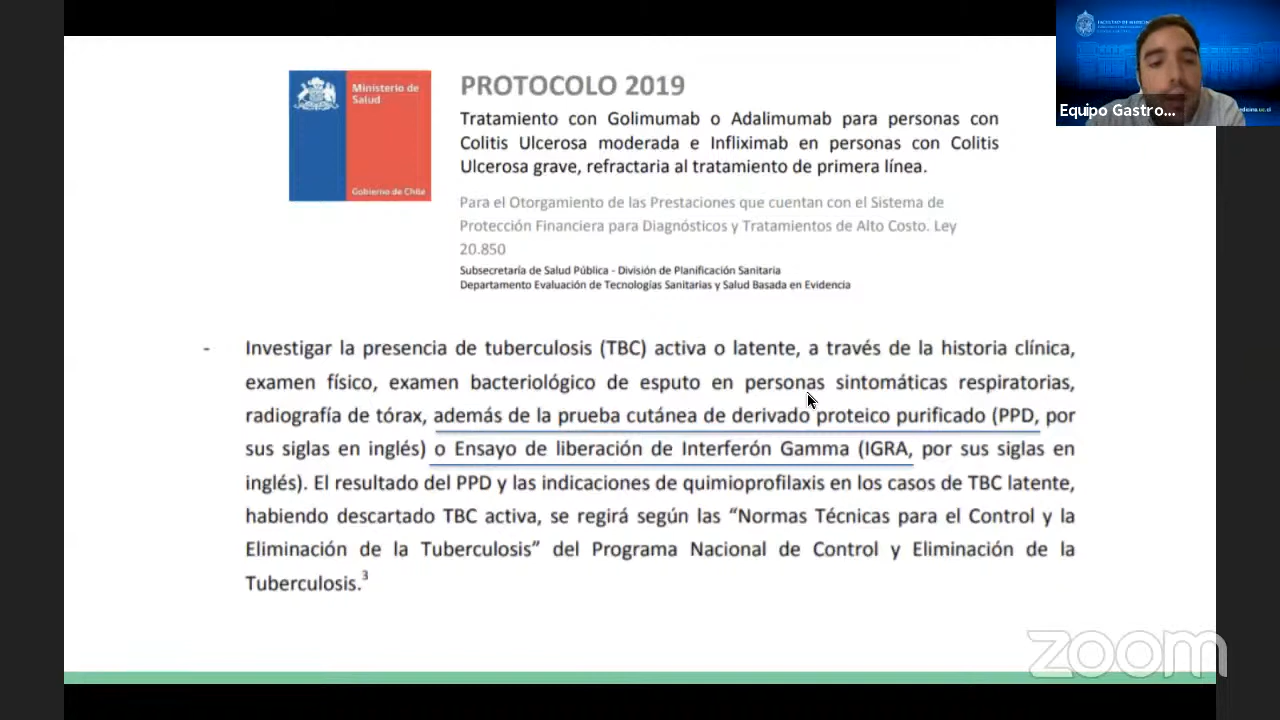 Ministerio de
Salud
Gobierno de Chile
PROTOCOLO 2019
Tratamiento con Golimumab o Adalimumab para personas con
Colitis Ulcerosa moderada e Infliximab en personas con Colitis
Ulcerosa grave, refractaria al tratamiento de primera línea.
Para el Otorgamiento de las Prestaciones que cuentan con el Sistema de
Protección Financiera para Diagnósticos y Tratamientos de Alto Costo. Ley
20.850
Subsecretaría de Salud Pública - División de Planificación Sanitaria
Departamento Evaluación de Tecnologías Sanitarias y Salud Basada en Evidencia
Equipo Gastro...
- Investigar la presencia de tuberculosis (TBC) activa o latente, a través de la historia clínica,
examen físico, examen bacteriológico de esputo en personas sintomáticas respiratorias,
radiografía de tórax, además de la prueba cutánea de derivado proteico purificado (PPD, por
sus siglas en inglés) o Ensayo de liberación de Interferón Gamma (IGRA, por sus siglas en
inglés). El resultado del PPD y las indicaciones de quimioprofilaxis en los casos de TBC latente,
habiendo descartado TBC activa, se regirá según las “Normas Técnicas para el Control y la
Eliminación de la Tuberculosis” del Programa Nacional de Control y Eliminación de la
Tuberculosis.3
zoom